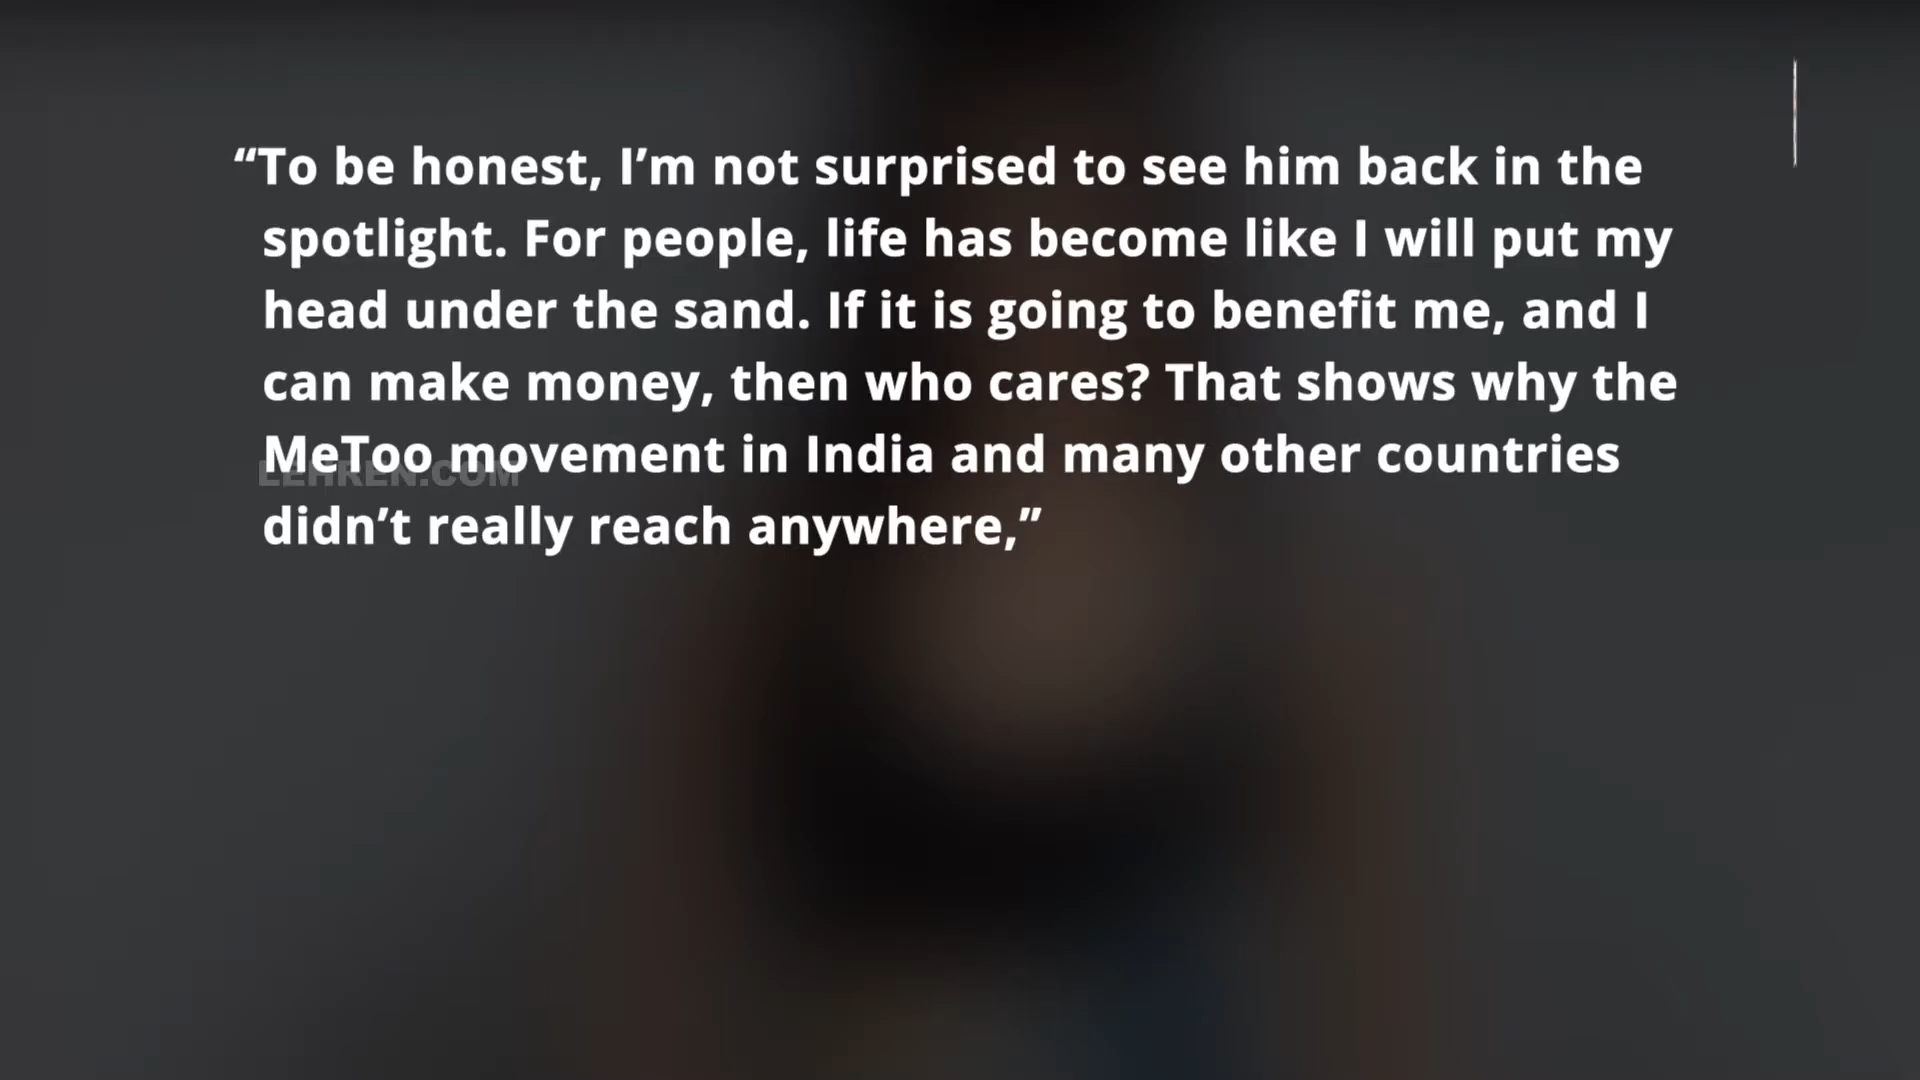 “To be honest, I’m not surprised to see him back in the
spotlight. For people, life has become like I will put my
head under the sand. If it is going to benefit me, and I
can make money, then who cares? That shows why the
MeToo movement in India and many other countries
LEHREN.COM
didn’t really reach anywhere,”